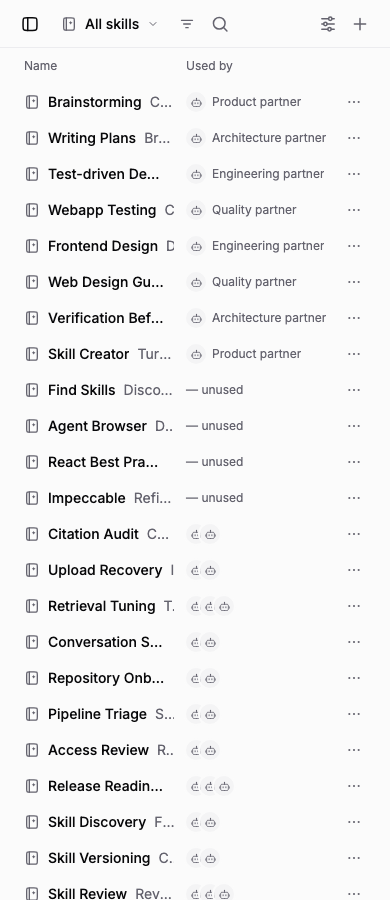 All skills
Name Used by
Brainstorming C... Product partner
Writing Plans Br... Architecture partner
Test-driven De... Engineering partner
Webapp Testing C Quality partner
Frontend Design D Engineering partner
Web Design Gu... Quality partner
Verification Bef... Architecture partner
Skill Creator Tur... Product partner
Find Skills Disco... — unused
Agent Browser D.. — unused
React Best Pra... — unused
Impeccable Refi... — unused
Citation Audit C...
Upload Recovery I
Retrieval Tuning T.
Conversation S...
Repository Onb...
Pipeline Triage S...
Access Review R..
Release Readin...
Skill Discovery F...
Skill Versioning C.
Skill Review Rev...